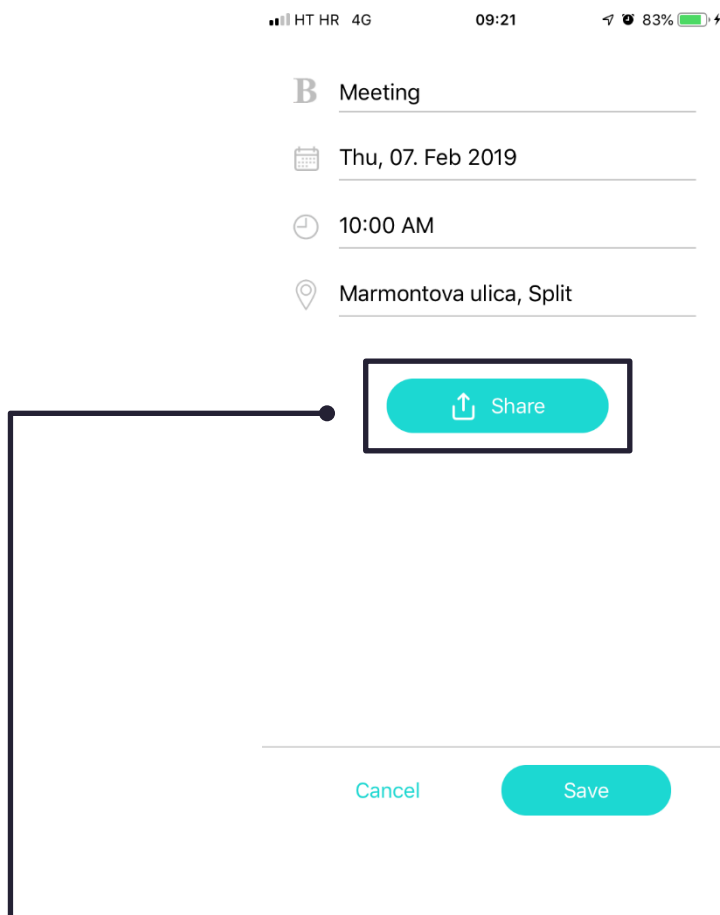 HT HR 4G 09:21 83%
B Meeting
Thu, 07. Feb 2019
10:00 AM
Marmontova ulica, Split
Share
Cancel Save